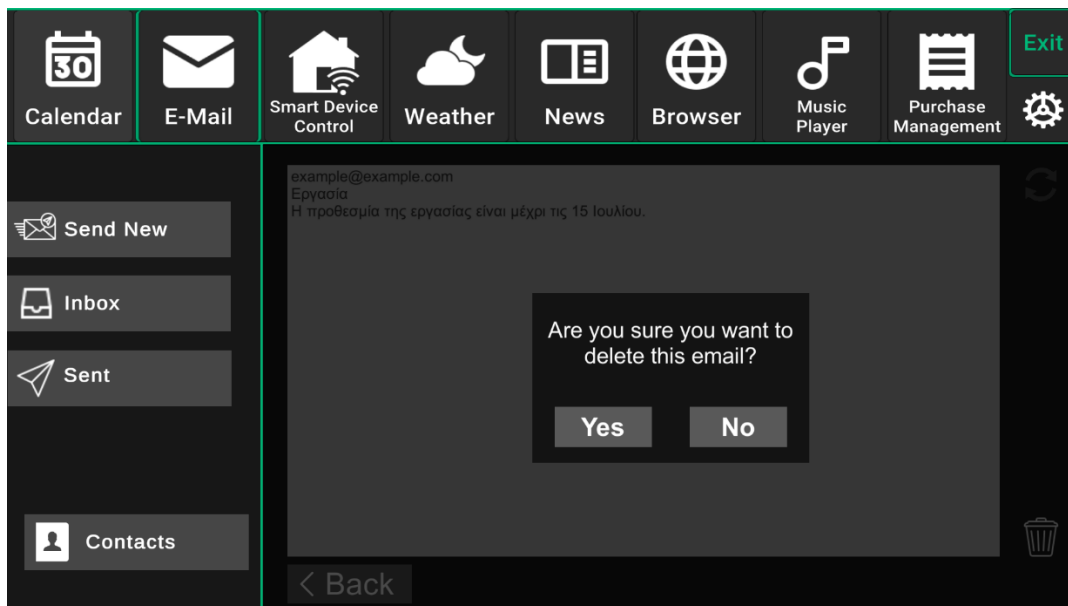 30
Calendar
E-Mail
Smart Device
Control
Weather
News
Browser
Music
Player
Purchase
Management
Exit
Send New
Inbox
Sent
Contacts
example@example.com
Εργασία
Η προθεσμία της εργασίας είναι μέχρι τις 15 Ιουλίου.
Are you sure you want to
delete this email?
Yes
No
< Back